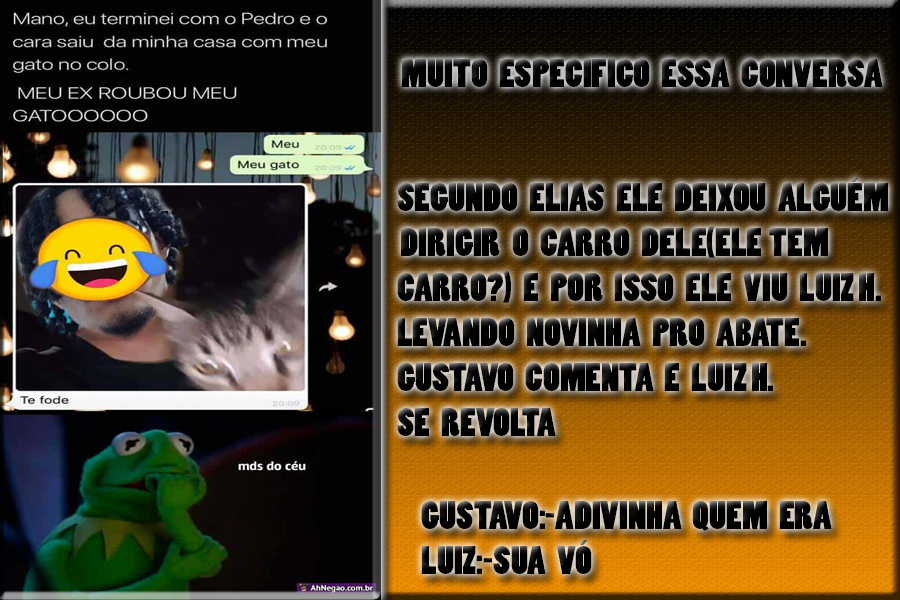 Mano, eu terminei com o Pedro e o
cara saiu da minha casa com meu
gato no colo.
MEU EX ROUBOU MEU
GATOOOOOO
Meu 20:09
Meu gato 20:09
Te fode 20:09
mds do céu
AhNegao.com.br
MUITO ESPECIFICO ESSA CONVERSA
SEGUNDO ELIAS ELE DEIXOU ALGUÉM
DIRIGIR O CARRO DELE(ELE TEM
CARRO?) E POR ISSO ELE VIU LUIZ H.
LEVANDO NOVINHA PRO ABATE.
GUSTAVO COMENTA E LUIZ H.
SE REVOLTA
GUSTAVO:-ADIVINHA QUEM ERA
LUIZ:-SUA VÓ